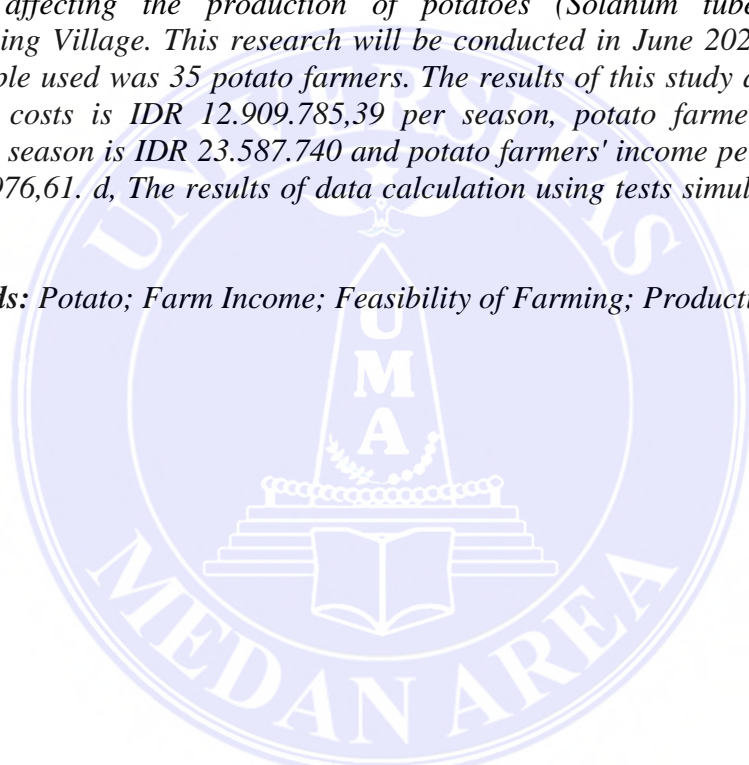 affecting the production of potatoes (Solanum tube
ing Village. This research will be conducted in June 202
ple used was 35 potato farmers. The results of this study a
costs is IDR 12.909.785,39 per season, potato farme
season is IDR 23.587.740 and potato farmers' income pe
976,61. d, The results of data calculation using tests simul
ds: Potato; Farm Income; Feasibility of Farming; Producti
UNIVERSITAS
UMA
MEDAN AREA